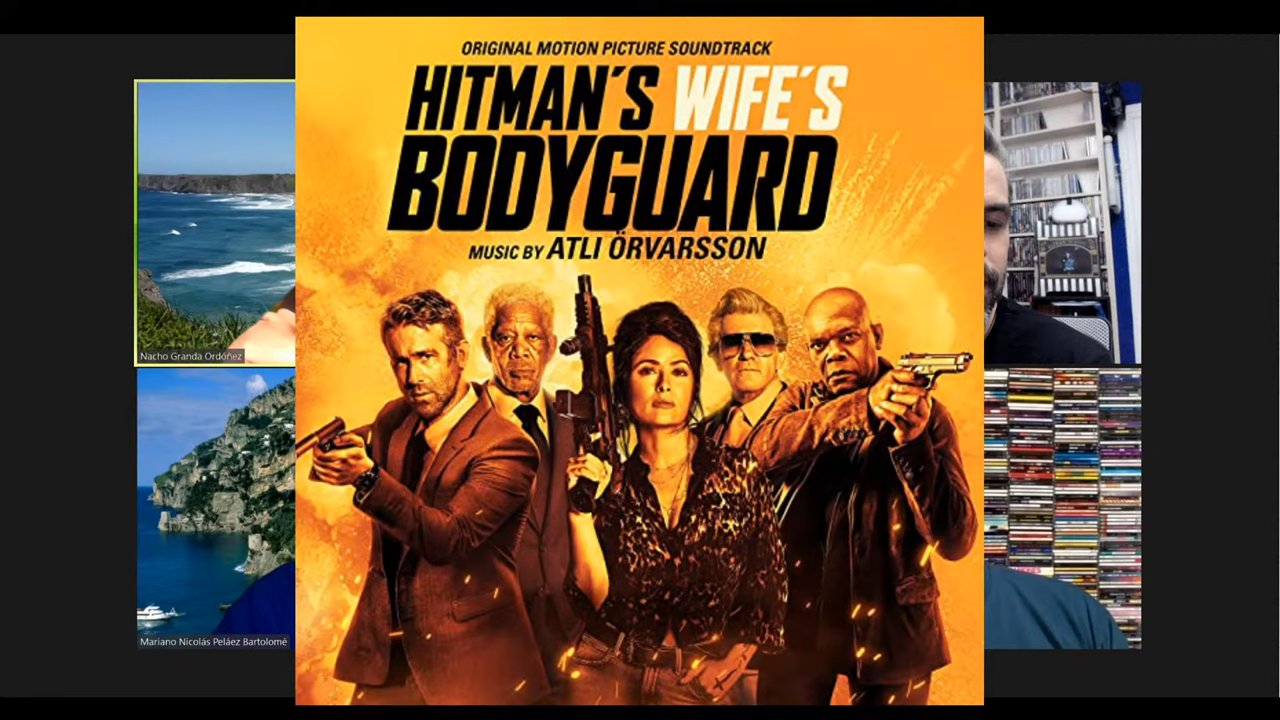 ORIGINAL MOTION PICTURE SOUNDTRACK
HITMAN´S WIFE´S
BODYGUARD
MUSIC BY ATLI ÖRVARSSON
Nacho Granda Ordóñez
Mariano Nicolás Peláez Bartolomé